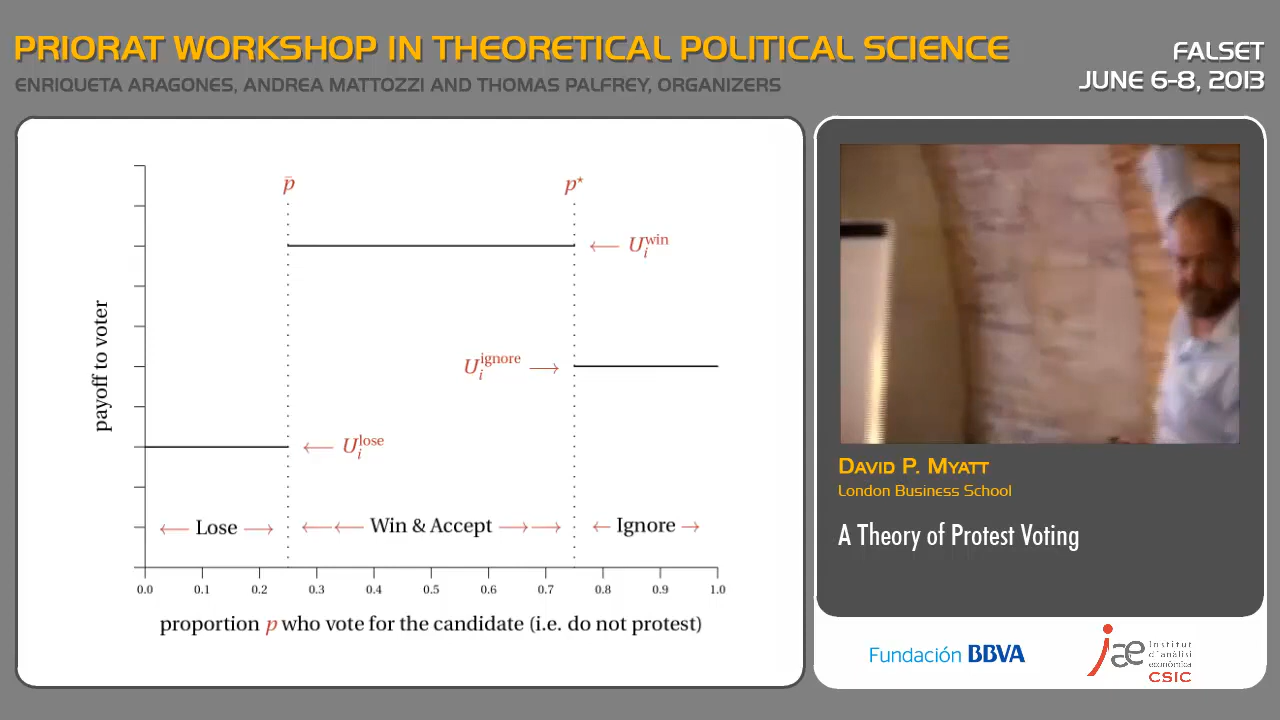 PRIORAT WORKSHOP IN THEORETICAL POLITICAL SCIENCE
ENRIQUETA ARAGONES, ANDREA MATTOZZI AND THOMAS PALFREY, ORGANIZERS
FALSET
JUNE 6-8, 2013
p̄
p⋆
U_i^win
U_i^ignore
U_i^lose
payoff to voter
Lose
Win & Accept
Ignore
0.0 0.1 0.2 0.3 0.4 0.5 0.6 0.7 0.8 0.9 1.0
proportion p who vote for the candidate (i.e. do not protest)
David P. Myatt
London Business School
A Theory of Protest Voting
Fundación BBVA
iae
Institut
d'anàlisi
econòmica
CSIC